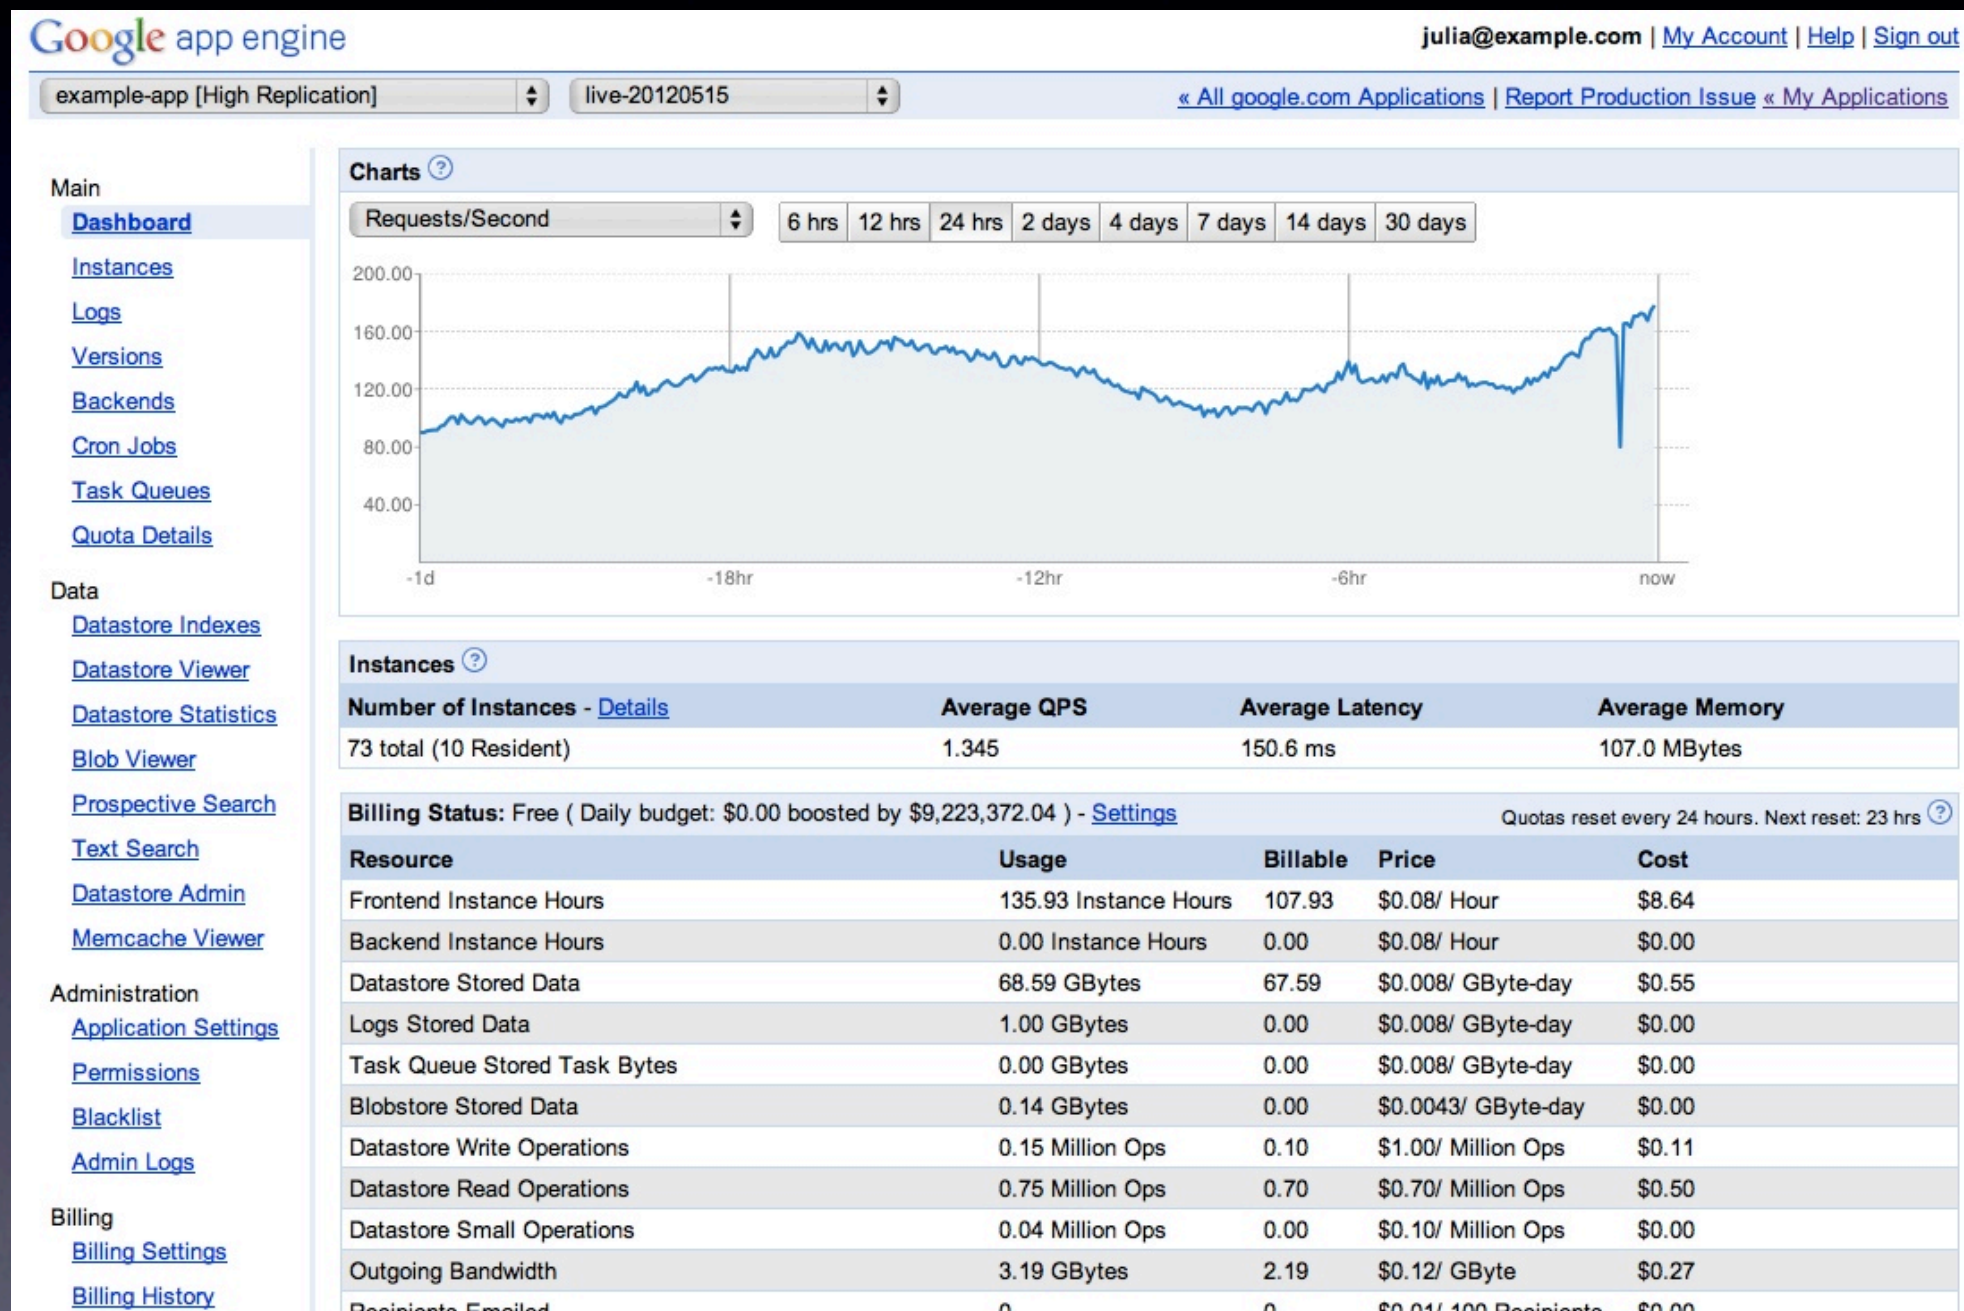 Google app engine
julia@example.com | My Account | Help | Sign out
example-app [High Replication]
live-20120515
« All google.com Applications | Report Production Issue « My Applications
Main
Dashboard
Instances
Logs
Versions
Backends
Cron Jobs
Task Queues
Quota Details
Data
Datastore Indexes
Datastore Viewer
Datastore Statistics
Blob Viewer
Prospective Search
Text Search
Datastore Admin
Memcache Viewer
Administration
Application Settings
Permissions
Blacklist
Admin Logs
Billing
Billing Settings
Billing History
Charts ?
Requests/Second
6 hrs 12 hrs 24 hrs 2 days 4 days 7 days 14 days 30 days
200.00
160.00
120.00
80.00
40.00
-1d -18hr -12hr -6hr now
Instances ?
Number of Instances - Details Average QPS Average Latency Average Memory
73 total (10 Resident) 1.345 150.6 ms 107.0 MBytes
Billing Status: Free ( Daily budget: $0.00 boosted by $9,223,372.04 ) - Settings
Quotas reset every 24 hours. Next reset: 23 hrs ?
Resource Usage Billable Price Cost
Frontend Instance Hours 135.93 Instance Hours 107.93 $0.08/ Hour $8.64
Backend Instance Hours 0.00 Instance Hours 0.00 $0.08/ Hour $0.00
Datastore Stored Data 68.59 GBytes 67.59 $0.008/ GByte-day $0.55
Logs Stored Data 1.00 GBytes 0.00 $0.008/ GByte-day $0.00
Task Queue Stored Task Bytes 0.00 GBytes 0.00 $0.008/ GByte-day $0.00
Blobstore Stored Data 0.14 GBytes 0.00 $0.0043/ GByte-day $0.00
Datastore Write Operations 0.15 Million Ops 0.10 $1.00/ Million Ops $0.11
Datastore Read Operations 0.75 Million Ops 0.70 $0.70/ Million Ops $0.50
Datastore Small Operations 0.04 Million Ops 0.00 $0.10/ Million Ops $0.00
Outgoing Bandwidth 3.19 GBytes 2.19 $0.12/ GByte $0.27
Recipients Emailed 0 0 $0.01/ 100 Recipients $0.00